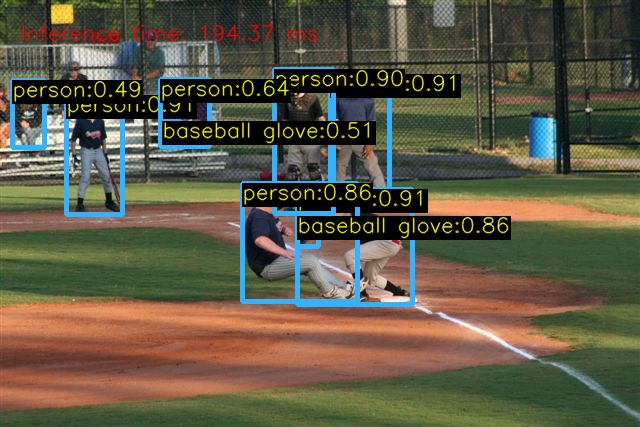 Inference time: 194.37 ms
person:0.90
:0.91
person:0.49
person:0.64
person:0.91
baseball glove:0.51
person:0.86
:0.91
baseball glove:0.86